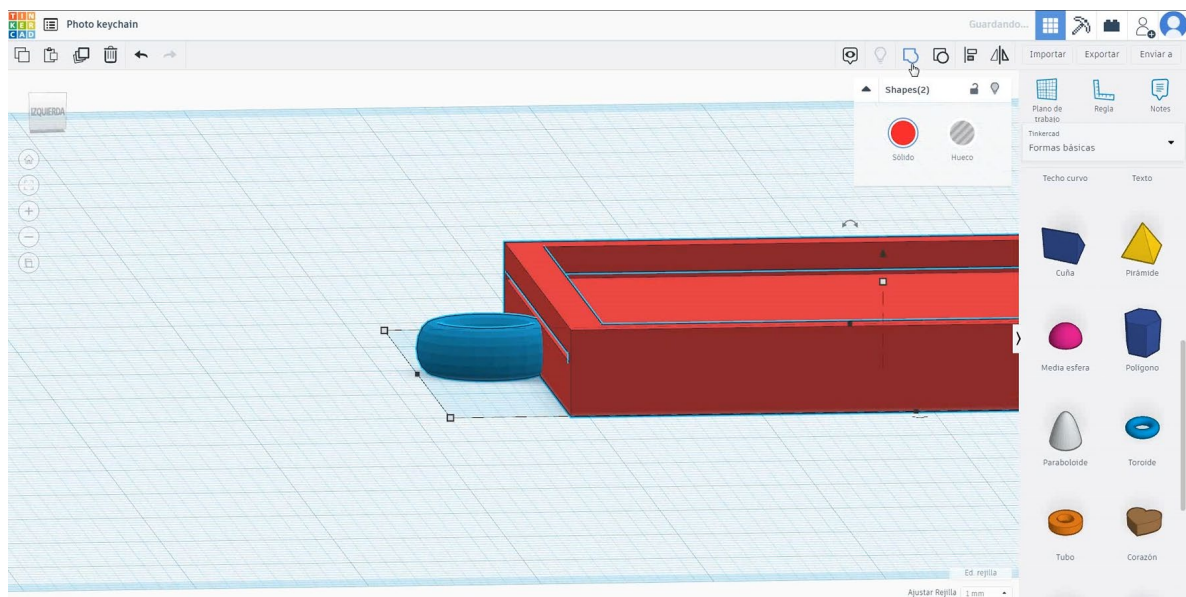 TIN
KER
CAD
Photo keychain
Guardando...
Importar
Exportar
Enviar a
Shapes(2)
Sólido
Hueco
IZQUIERDA
Plano de
trabajo
Regla
Notes
Tinkercad
Formas básicas
Techo curvo
Texto
Cuña
Pirámide
Media esfera
Polígono
Paraboloide
Toroide
Tubo
Corazón
Ed. rejilla
Ajustar Rejilla
1 mm